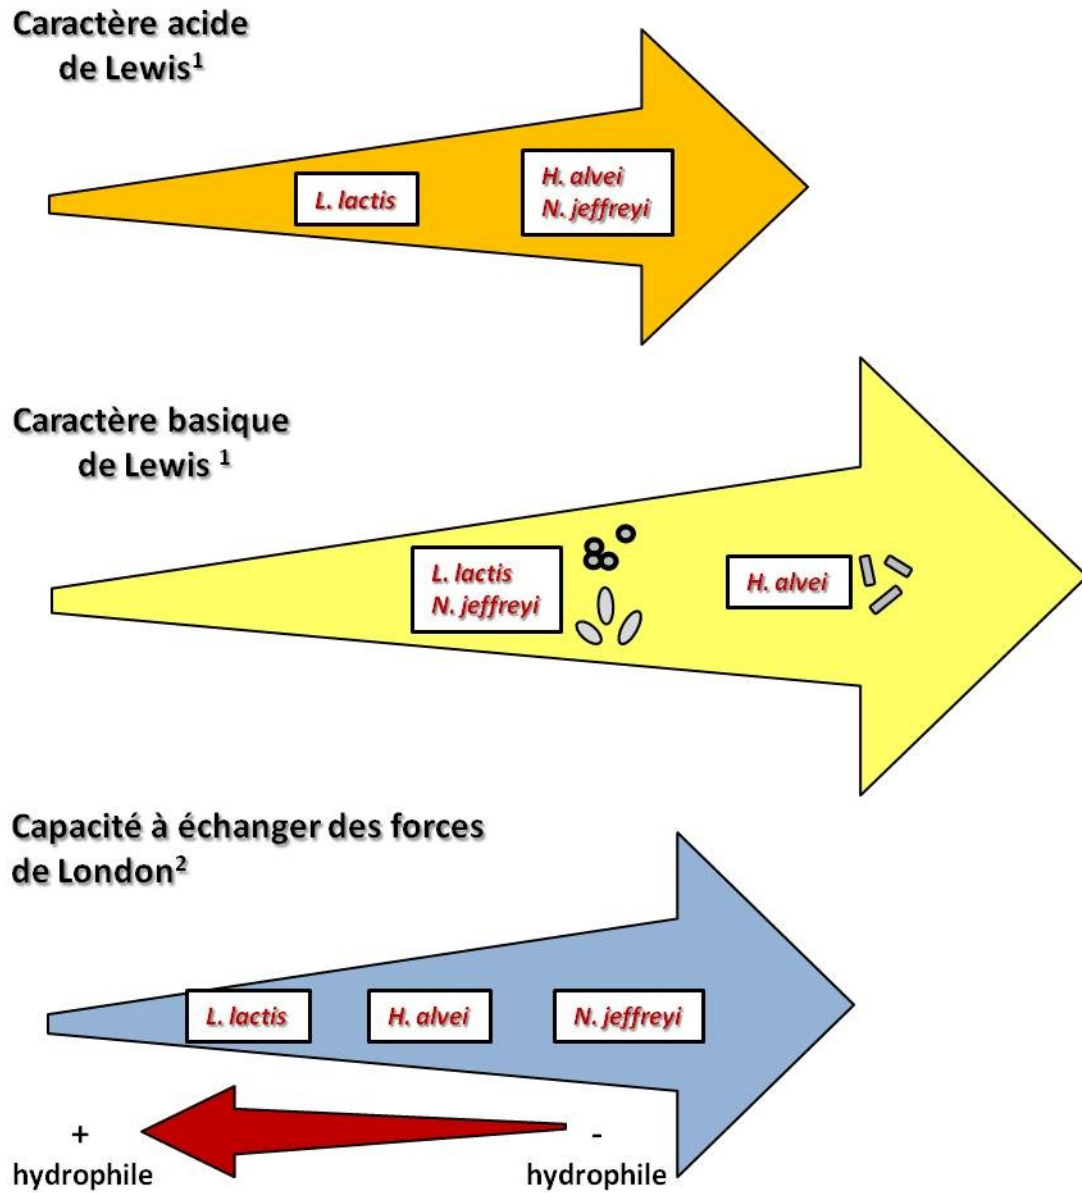 Caractère acide
de Lewis¹
L. lactis
H. alvei
N. jeffreyi
Caractère basique
de Lewis ¹
L. lactis
N. jeffreyi
H. alvei
Capacité à échanger des forces
de London²
L. lactis
H. alvei
N. jeffreyi
+
hydrophile
-
hydrophile